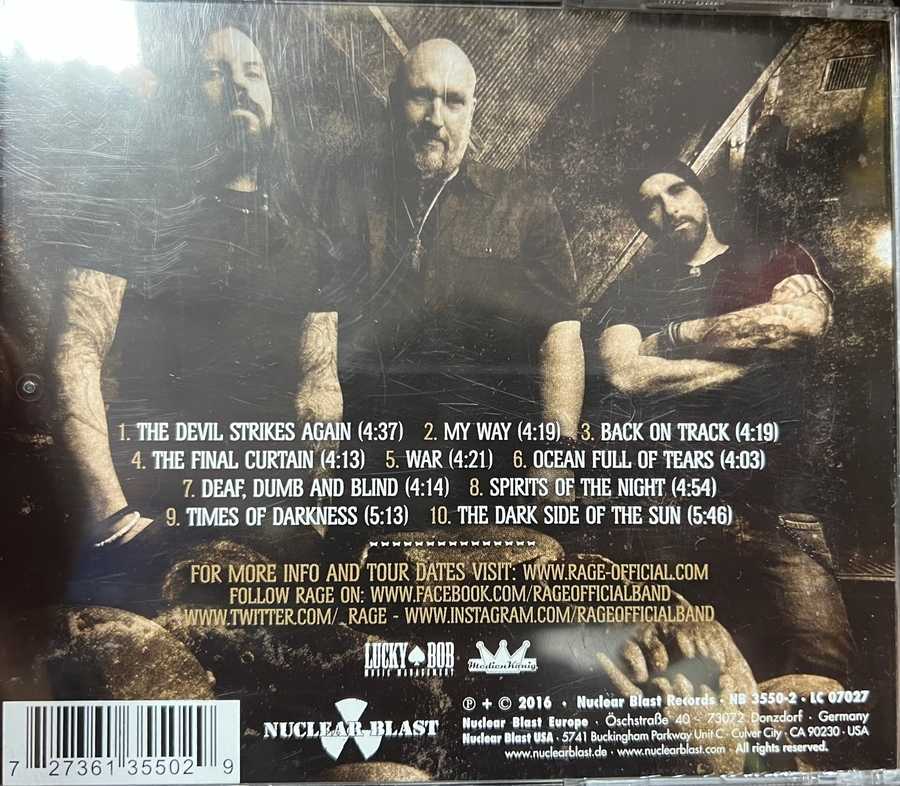 1. THE DEVIL STRIKES AGAIN (4:37) 2. MY WAY (4:19) 3. BACK ON TRACK (4:19)
4. THE FINAL CURTAIN (4:13) 5. WAR (4:21) 6. OCEAN FULL OF TEARS (4:03)
7. DEAF, DUMB AND BLIND (4:14) 8. SPIRITS OF THE NIGHT (4:54)
9. TIMES OF DARKNESS (5:13) 10. THE DARK SIDE OF THE SUN (5:46)
FOR MORE INFO AND TOUR DATES VISIT: WWW.RAGE-OFFICIAL.COM
FOLLOW RAGE ON: WWW.FACEBOOK.COM/RAGEOFFICIALBAND
WWW.TWITTER.COM/_RAGE - WWW.INSTAGRAM.COM/RAGEOFFICIALBAND
LUCKY♠BOB
MUSIC MANAGEMENT
MedienKönig
NUCLEAR BLAST
℗ + © 2016 · Nuclear Blast Records · NB 3550-2 · LC 07027
Nuclear Blast Europe · Öschstraße 40 · 73072 Donzdorf · Germany
Nuclear Blast USA · 5741 Buckingham Parkway Unit C · Culver City · CA 90230 · USA
www.nuclearblast.de · www.nuclearblast.com · All rights reserved.
7 27361 35502 9